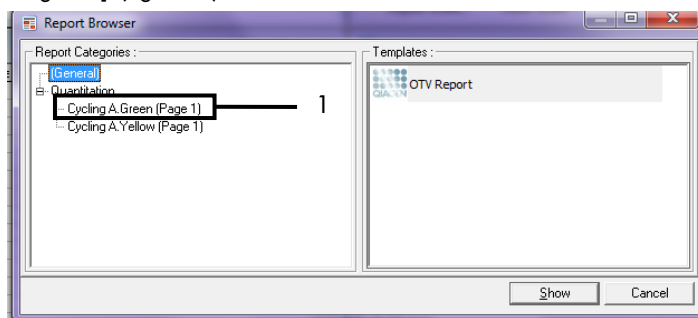 Report Browser
Report Categories :
(General)
Quantitation
Cycling A.Green (Page 1)
Cycling A.Yellow (Page 1)
1
Templates :
QIAGEN
OTV Report
Show
Cancel